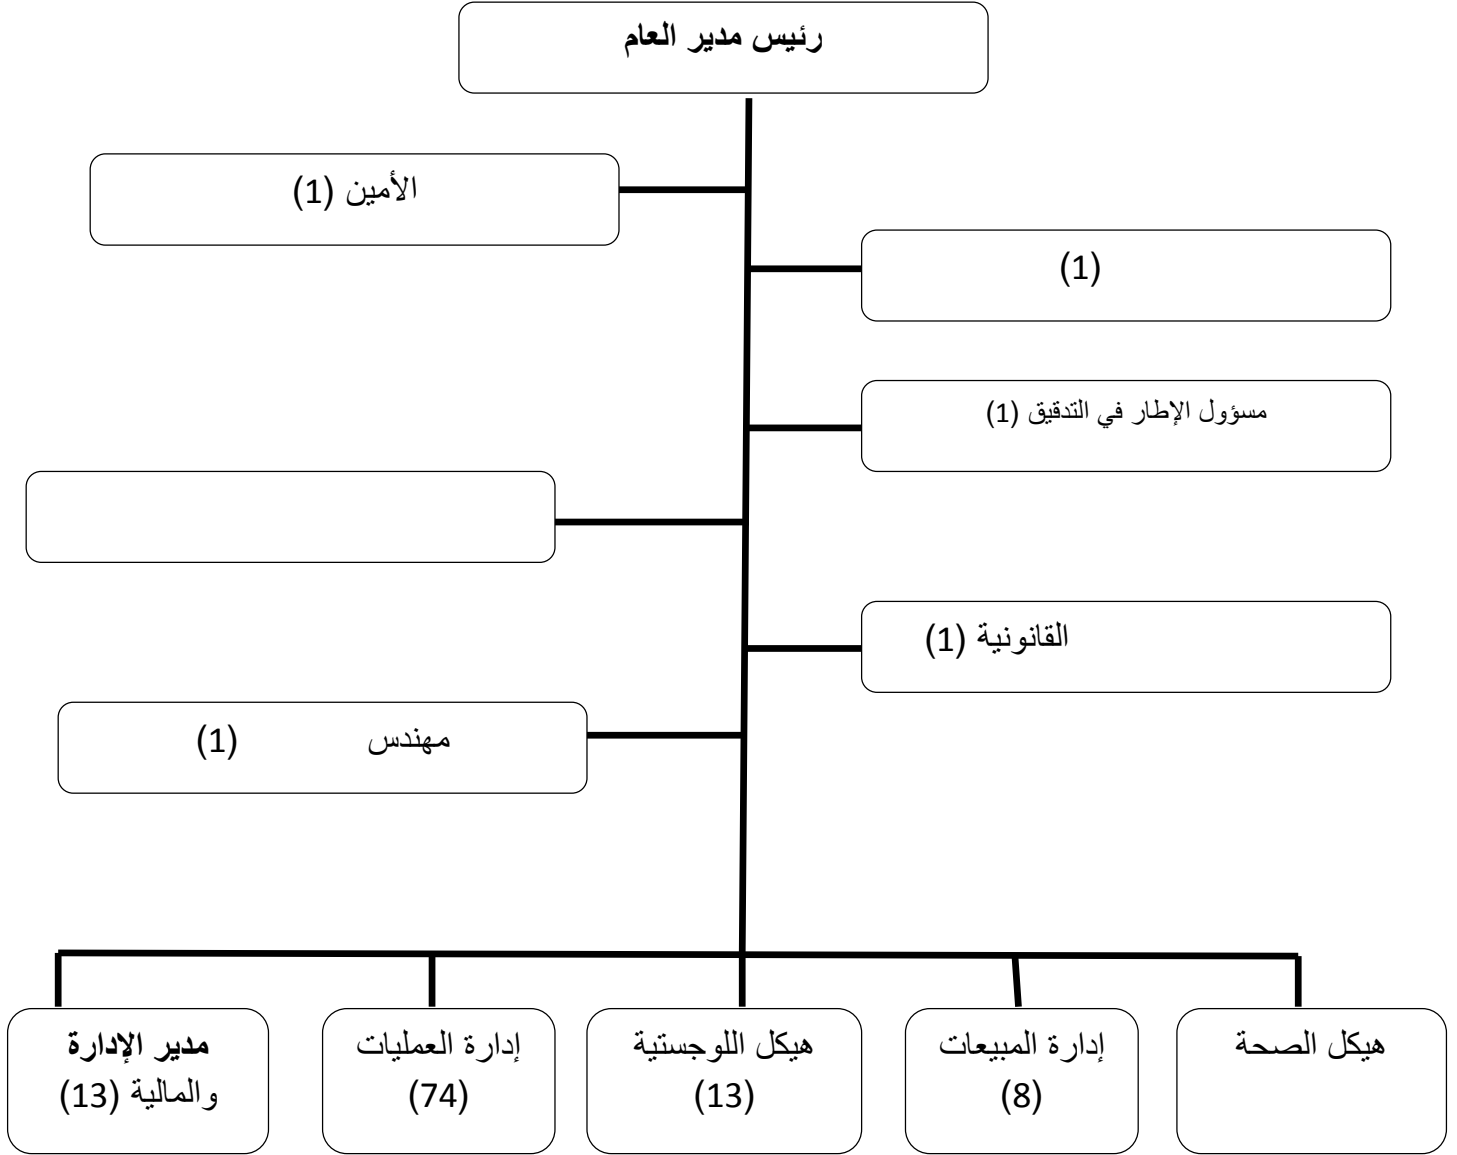 رئيس مدير العام
الأمين (1)
(1)
مسؤول الإطار في التدقيق (1)
القانونية (1)
مهندس (1)
هيكل الصحة
إدارة المبيعات
(8)
هيكل اللوجستية
(13)
إدارة العمليات
(74)
مدير الإدارة
والمالية (13)